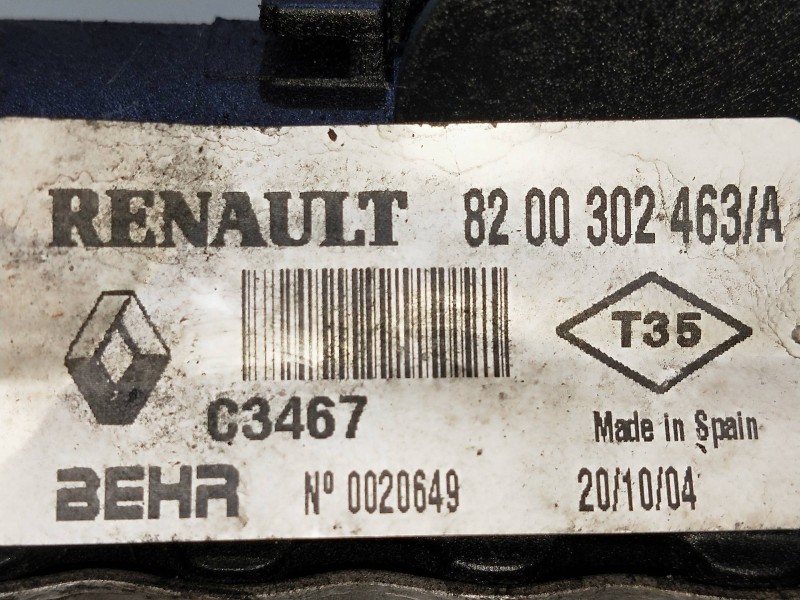 RENAULT 82 00 302 463/A
T35
C3467
Made in Spain
BEHR Nº 0020649 20/10/04